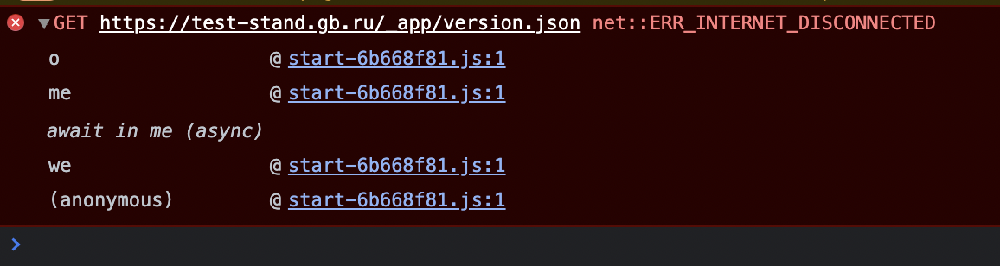 GET https://test-stand.gb.ru/_app/version.json net::ERR_INTERNET_DISCONNECTED
o @ start-6b668f81.js:1
me @ start-6b668f81.js:1
await in me (async)
we @ start-6b668f81.js:1
(anonymous) @ start-6b668f81.js:1